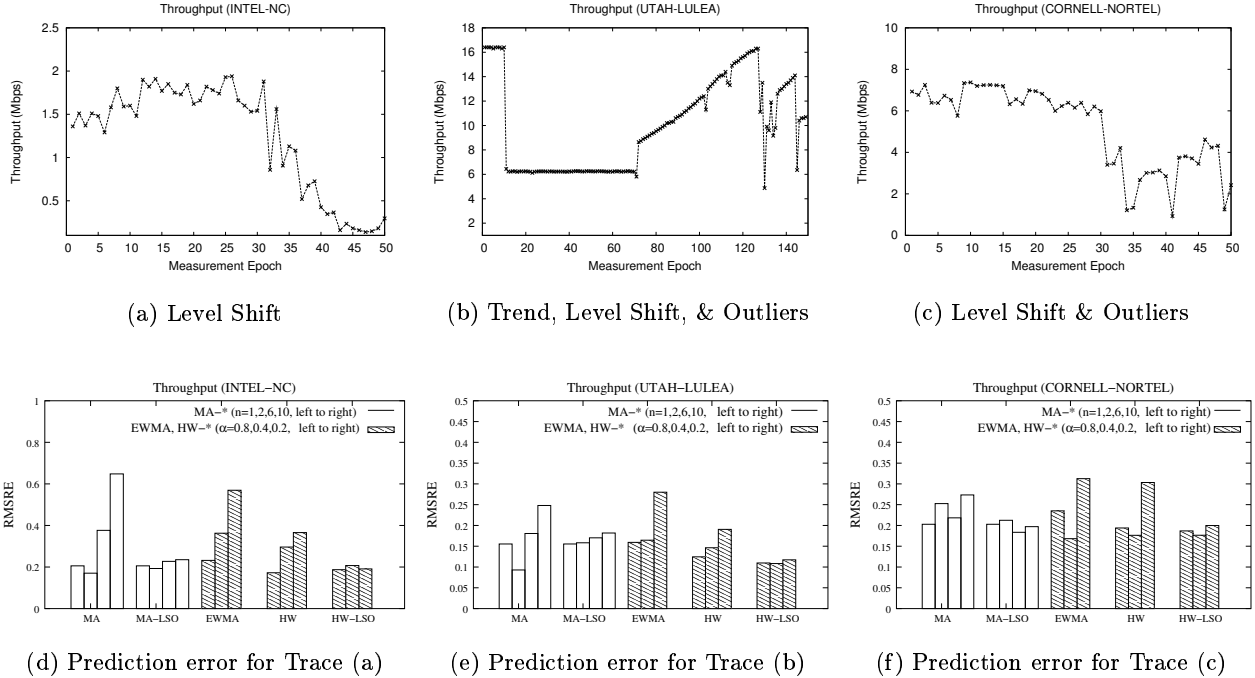 Throughput (INTEL-NC)
Throughput (Mbps)
2.5
2
1.5
1
0.5
0 5 10 15 20 25 30 35 40 45 50
Measurement Epoch
(a) Level Shift
Throughput (UTAH-LULEA)
Throughput (Mbps)
18
16
14
12
10
8
6
4
2
0 20 40 60 80 100 120 140
Measurement Epoch
(b) Trend, Level Shift, & Outliers
Throughput (CORNELL-NORTEL)
Throughput (Mbps)
10
8
6
4
2
0
0 5 10 15 20 25 30 35 40 45 50
Measurement Epoch
(c) Level Shift & Outliers
Throughput (INTEL−NC)
RMSRE
1
0.8
0.6
0.4
0.2
0
MA−* (n=1,2,6,10, left to right)
EWMA, HW−* (α=0.8,0.4,0.2, left to right)
MA MA−LSO EWMA HW HW−LSO
(d) Prediction error for Trace (a)
Throughput (UTAH−LULEA)
RMSRE
0.5
0.45
0.4
0.35
0.3
0.25
0.2
0.15
0.1
0.05
0
MA−* (n=1,2,6,10, left to right)
EWMA, HW−* (α=0.8,0.4,0.2, left to right)
MA MA−LSO EWMA HW HW−LSO
(e) Prediction error for Trace (b)
Throughput (CORNELL−NORTEL)
RMSRE
0.5
0.45
0.4
0.35
0.3
0.25
0.2
0.15
0.1
0.05
0
MA−* (n=1,2,6,10, left to right)
EWMA, HW−* (α=0.8,0.4,0.2, left to right)
MA MA−LSO EWMA HW HW−LSO
(f) Prediction error for Trace (c)